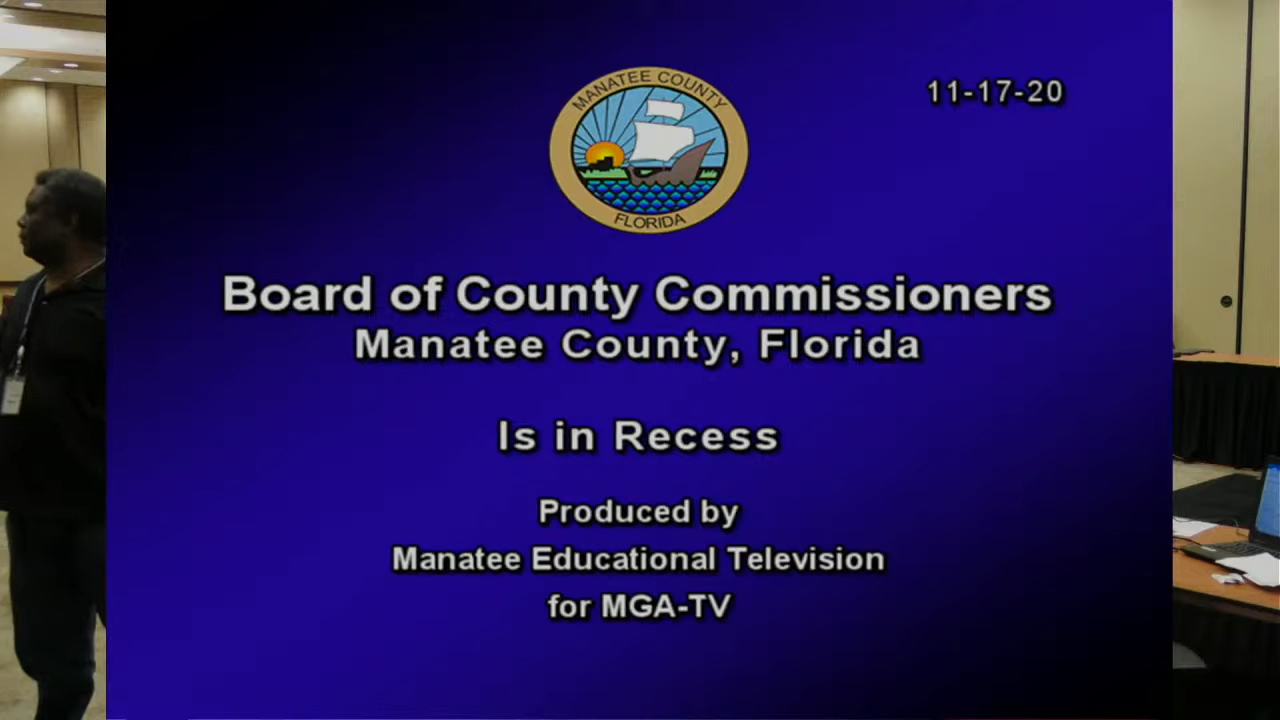 MANATEE COUNTY
FLORIDA
11-17-20
Board of County Commissioners
Manatee County, Florida
Is in Recess
Produced by
Manatee Educational Television
for MGA-TV